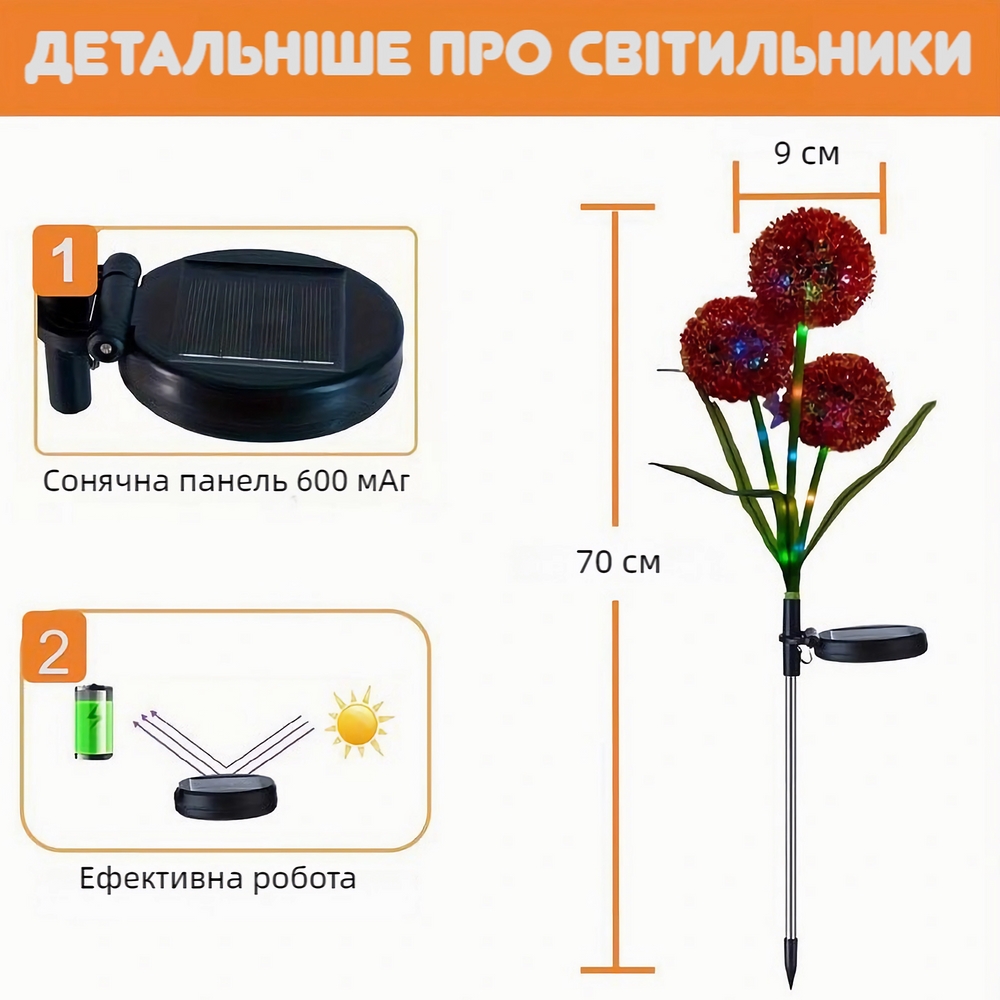 ДЕТАЛЬНІШЕ ПРО СВІТИЛЬНИКИ
9 см
1
Сонячна панель 600 мАг
70 см
2
Ефективна робота